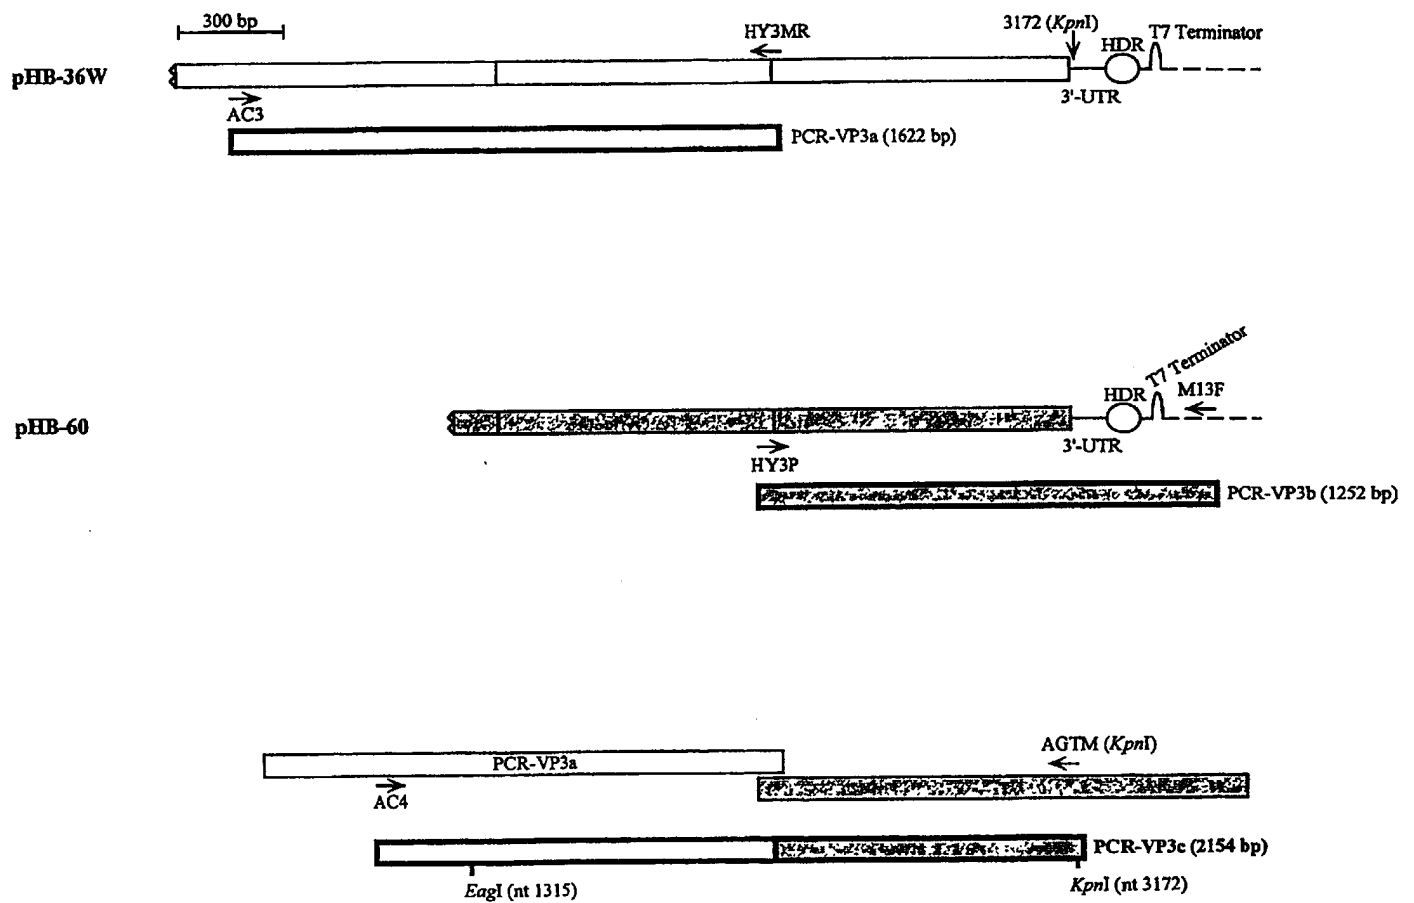 300 bp
HY3MR
3172 (KpnI)
HDR
T7 Terminator
pHB-36W
3'-UTR
AC3
PCR-VP3a (1622 bp)
T7 Terminator
HDR
M13F
pHB-60
3'-UTR
HY3P
PCR-VP3b (1252 bp)
AGTM (KpnI)
PCR-VP3a
AC4
PCR-VP3c (2154 bp)
EagI (nt 1315)
KpnI (nt 3172)